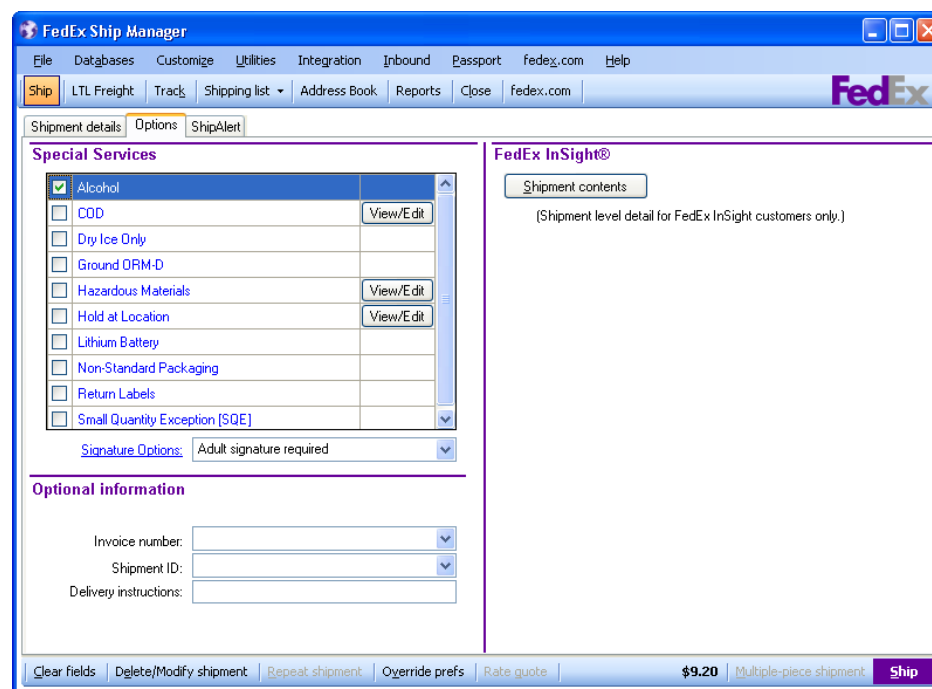 FedEx Ship Manager
File Databases Customize Utilities Integration Inbound Passport fedex.com Help
Ship LTL Freight Track Shipping list Address Book Reports Close fedex.com
FedEx
Shipment details Options ShipAlert
Special Services
FedEx InSight®
Alcohol
Shipment contents
COD View/Edit
(Shipment level detail for FedEx InSight customers only.)
Dry Ice Only
Ground ORM-D
Hazardous Materials View/Edit
Hold at Location View/Edit
Lithium Battery
Non-Standard Packaging
Return Labels
Small Quantity Exception [SQE]
Signature Options: Adult signature required
Optional information
Invoice number:
Shipment ID:
Delivery instructions:
Clear fields Delete/Modify shipment Repeat shipment Override prefs Rate quote $9.20 Multiple-piece shipment Ship